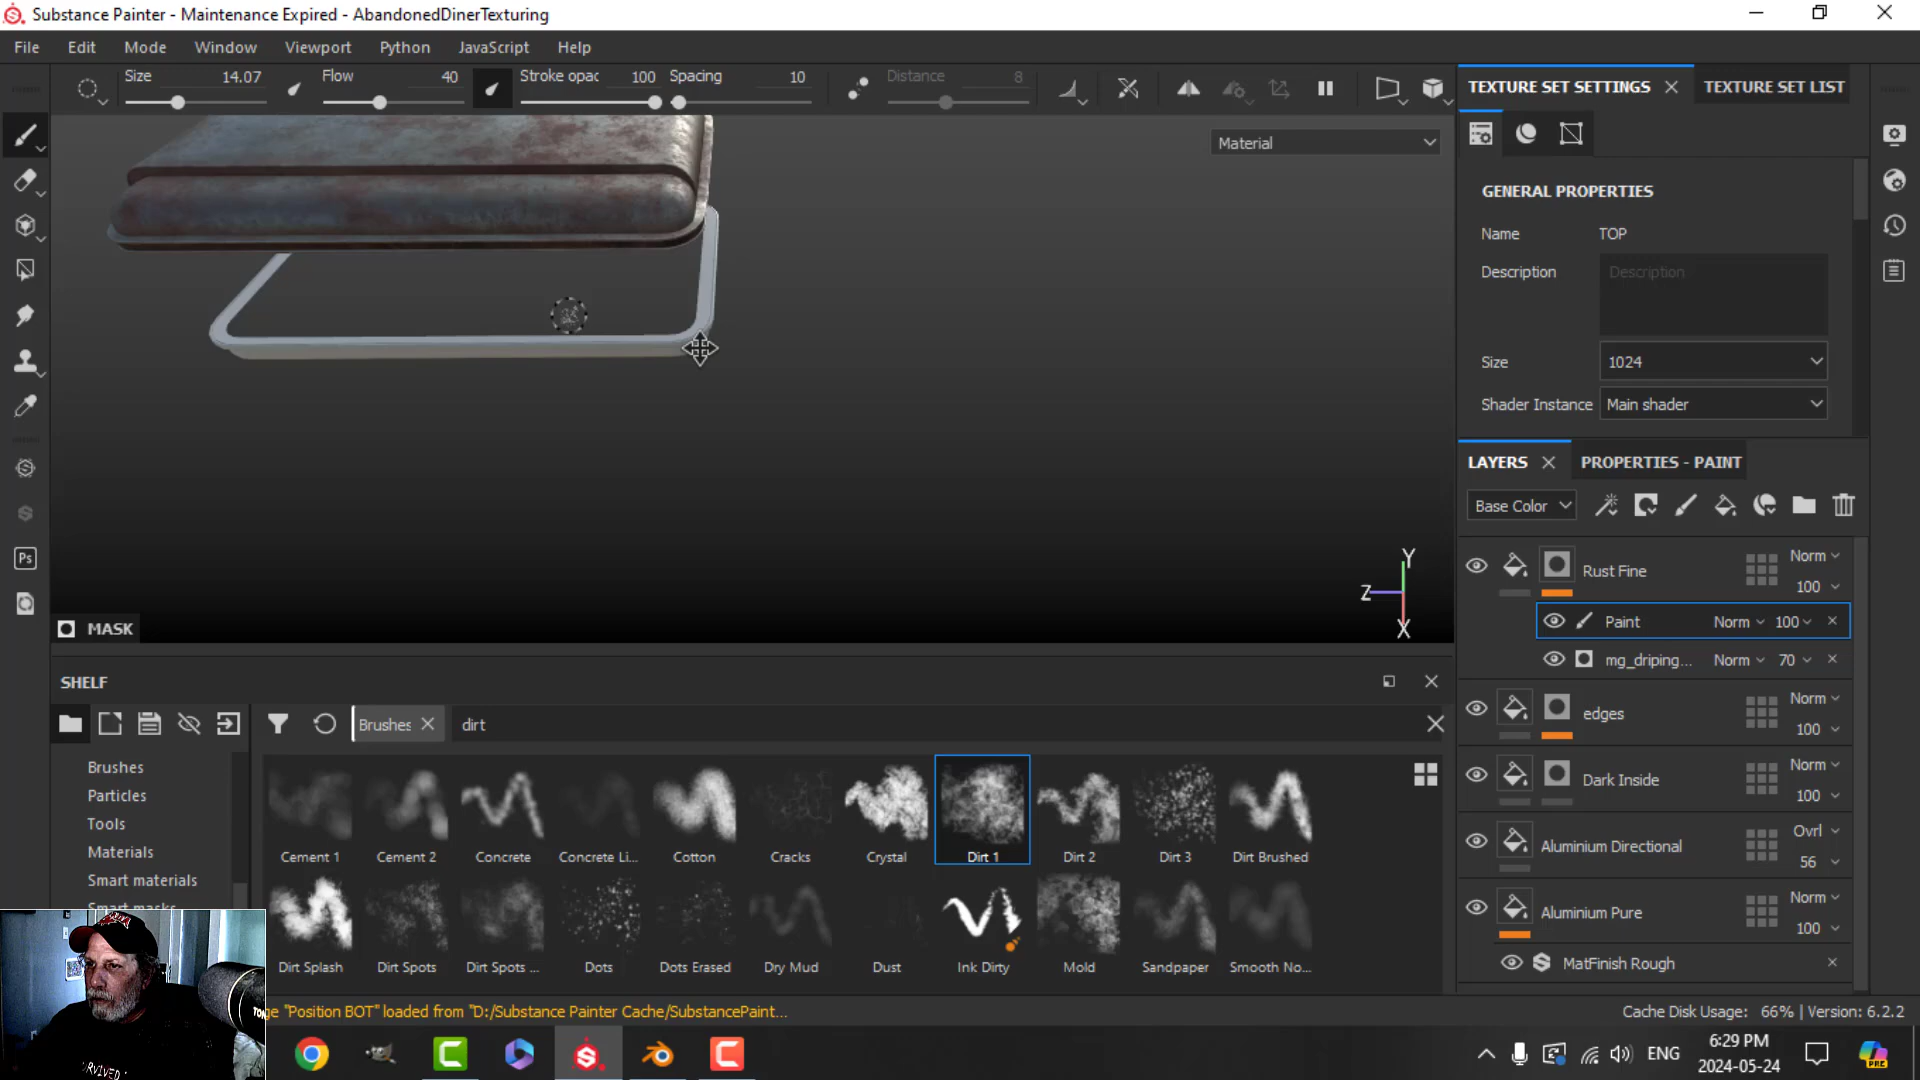 Substance Painter - Maintenance Expired - AbandonedDinerTexturing
File Edit Mode Window Viewport Python JavaScript Help
Size 14.07 Flow 40 Stroke opac 100 Spacing 10 Distance 8
Material
Y
Z
X
MASK
TEXTURE SET SETTINGS TEXTURE SET LIST
GENERAL PROPERTIES
Name TOP
Description Description
Size 1024
Shader Instance Main shader
LAYERS PROPERTIES - PAINT
Base Color
Rust Fine Norm 100
Paint Norm 100
mg_driping... Norm 70
edges Norm 100
Dark Inside Norm 100
Aluminium Directional Ovrl 56
Aluminium Pure Norm 100
MatFinish Rough
SHELF
Brushes dirt
Brushes
Particles
Tools
Materials
Smart materials
Smart masks
Cement 1 Cement 2 Concrete Concrete Li... Cotton Cracks Crystal Dirt 1 Dirt 2 Dirt 3 Dirt Brushed
Dirt Splash Dirt Spots Dirt Spots ... Dots Dots Erased Dry Mud Dust Ink Dirty Mold Sandpaper Smooth No...
ge "Position BOT" loaded from "D:/Substance Painter Cache/SubstancePaint...
Cache Disk Usage: 66% | Version: 6.2.2
Ps
ENG
6:29 PM
2024-05-24